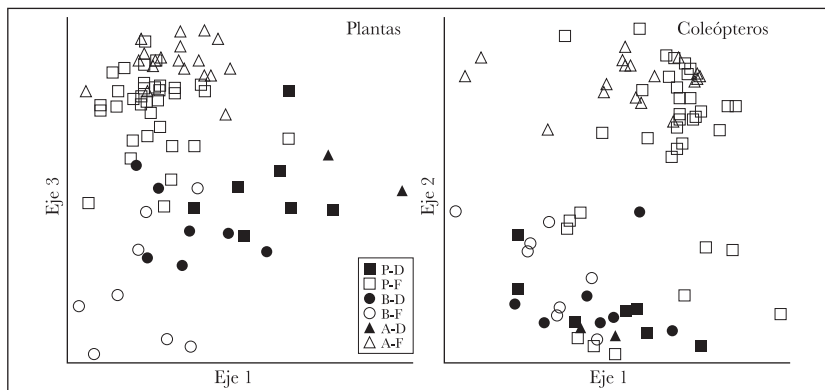 Plantas
Eje 3
Eje 1
P-D
P-F
B-D
B-F
A-D
A-F
Coleópteros
Eje 2
Eje 1